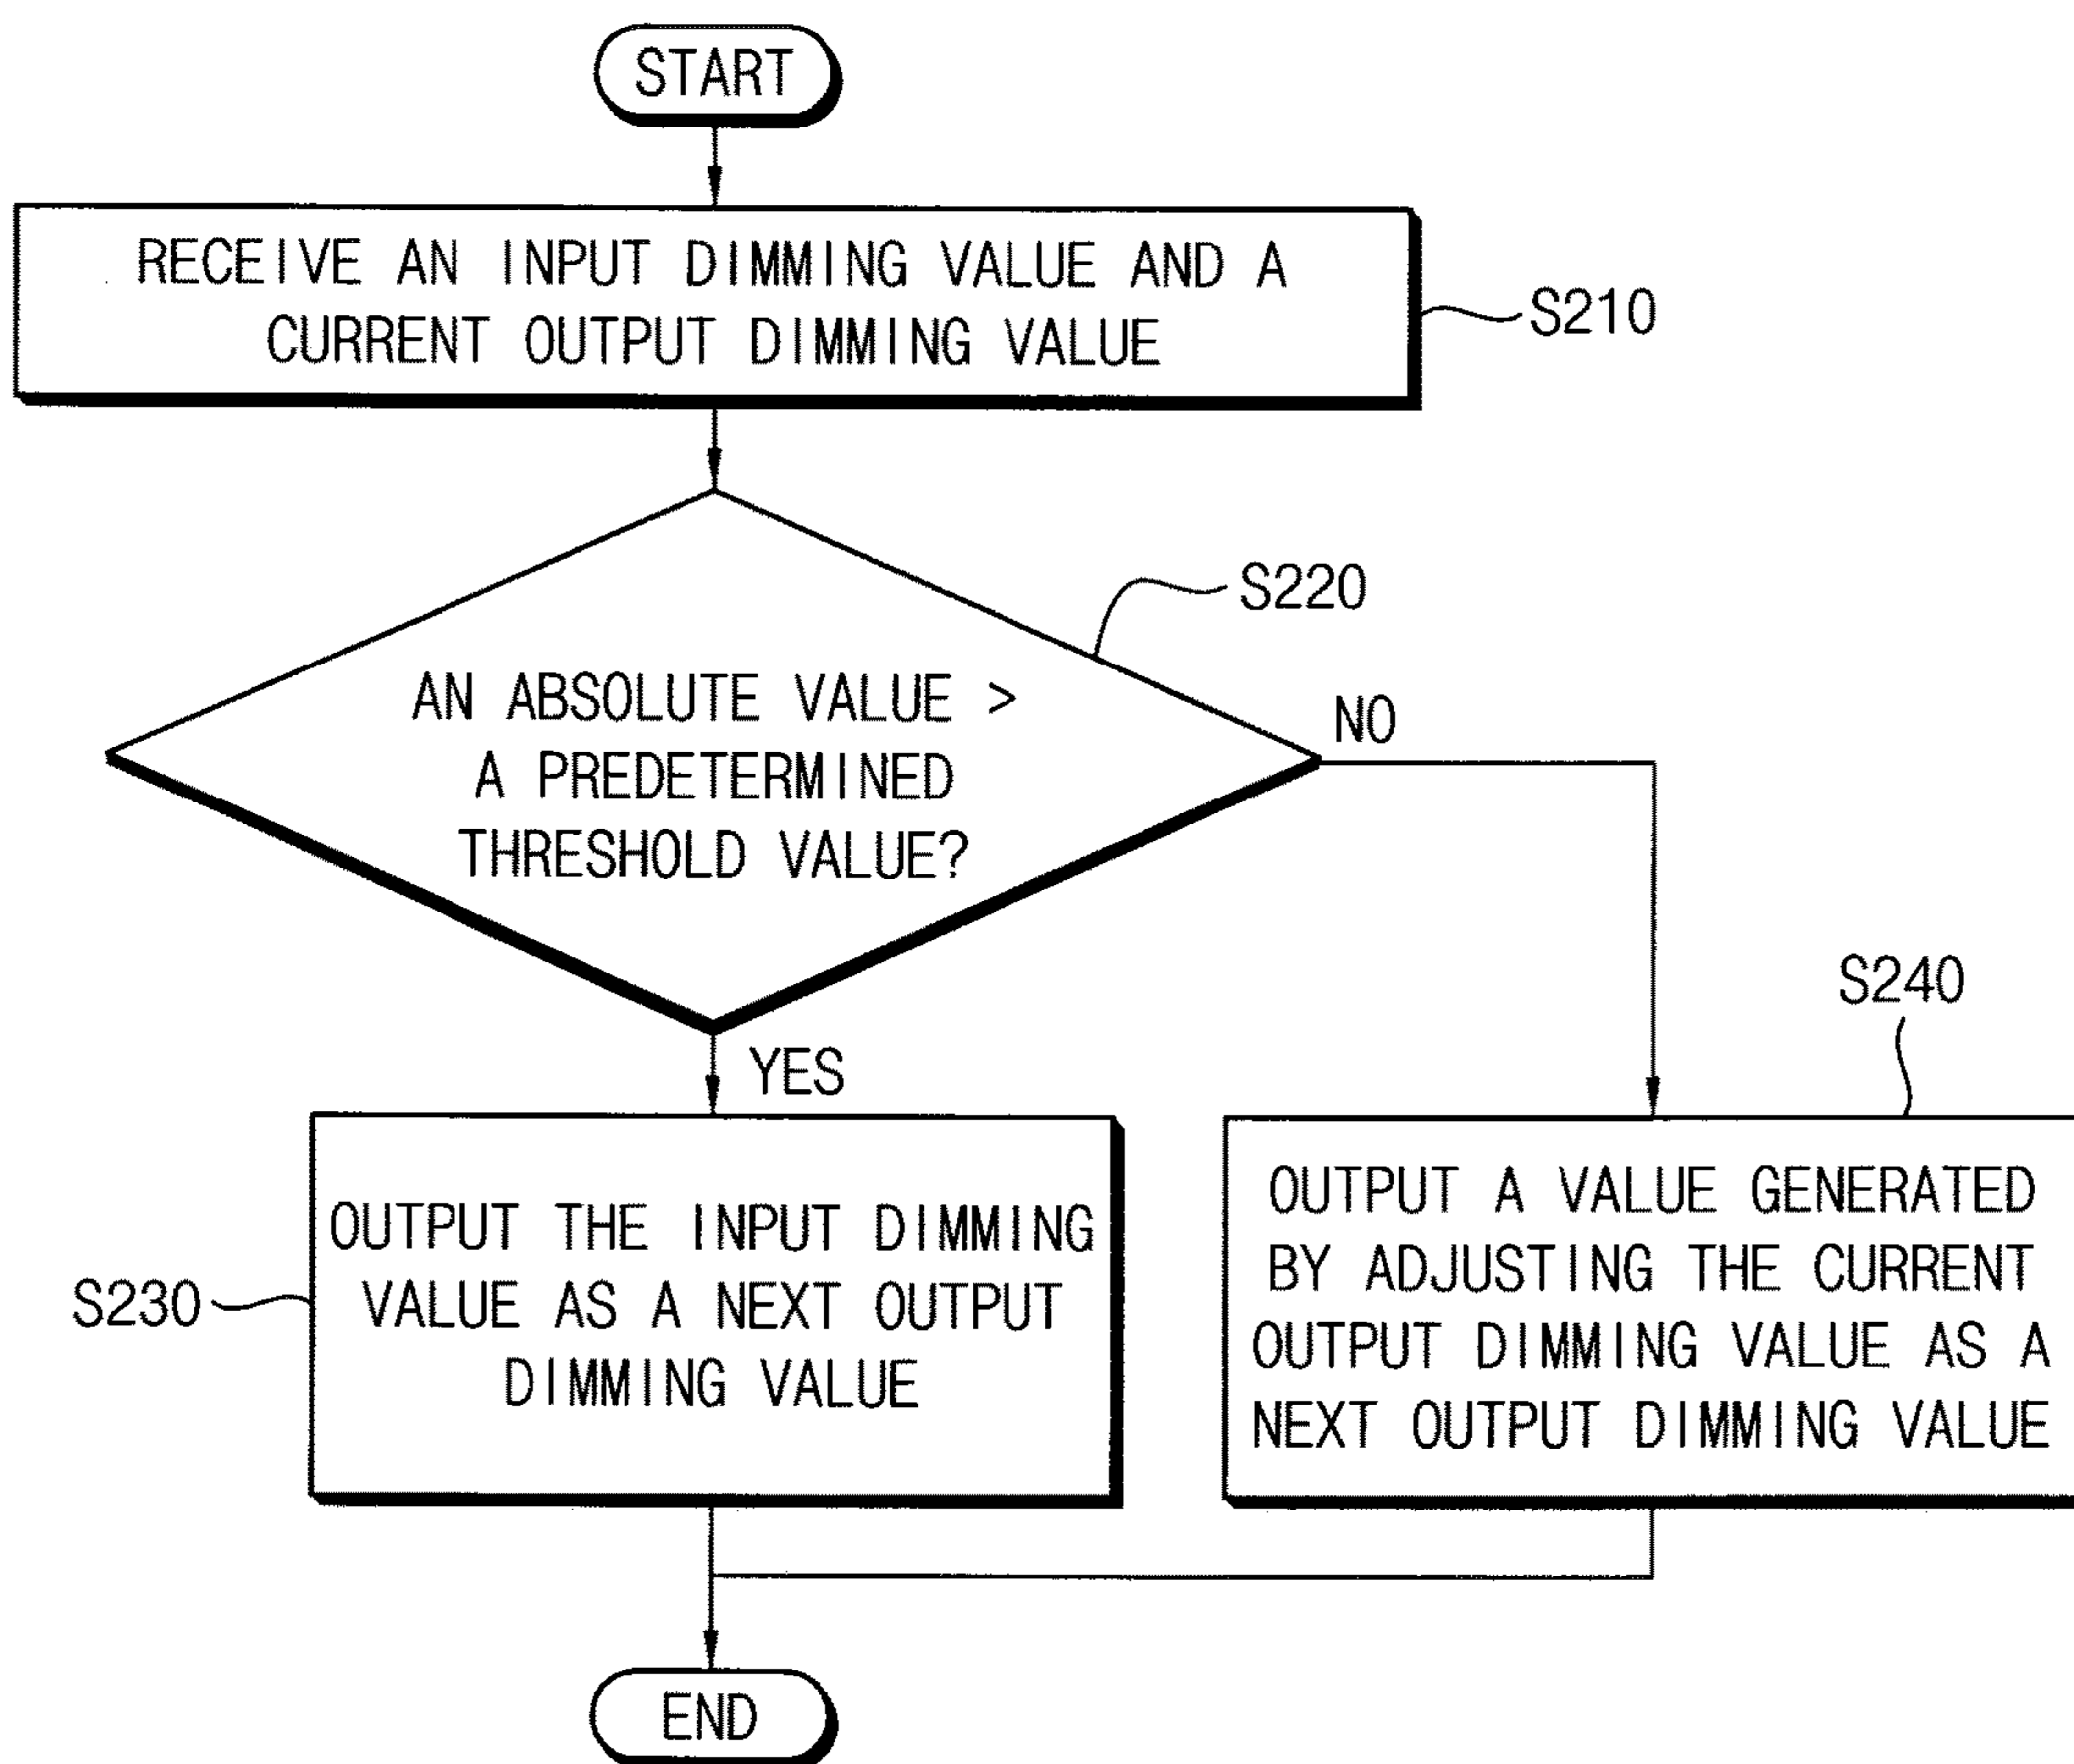 START
RECEIVE AN INPUT DIMMING VALUE AND A
CURRENT OUTPUT DIMMING VALUE
S210
S220
AN ABSOLUTE VALUE >
A PREDETERMINED
THRESHOLD VALUE?
NO
YES
S240
OUTPUT THE INPUT DIMMING
VALUE AS A NEXT OUTPUT
DIMMING VALUE
S230
OUTPUT A VALUE GENERATED
BY ADJUSTING THE CURRENT
OUTPUT DIMMING VALUE AS A
NEXT OUTPUT DIMMING VALUE
END